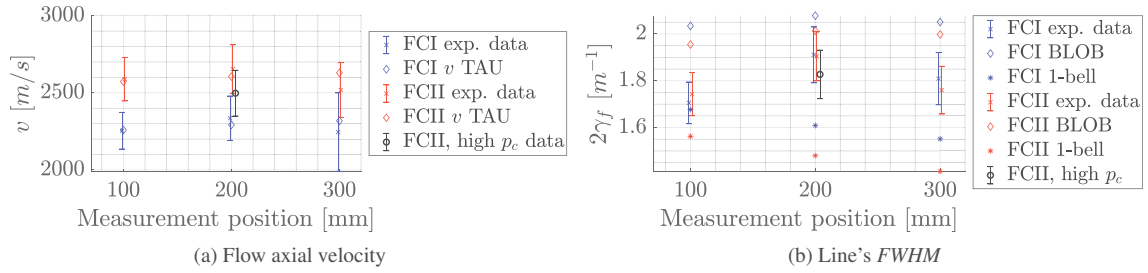 3000
2500
2000
v [m/s]
100
200
300
Measurement position [mm]
FCI exp. data
FCI v TAU
FCII exp. data
FCII v TAU
FCII, high p_c data
(a) Flow axial velocity
2
1.8
1.6
2γ_f [m^{-1}]
100
200
300
Measurement position [mm]
FCI exp. data
FCI BLOB
FCI 1-bell
FCII exp. data
FCII BLOB
FCII 1-bell
FCII, high p_c
(b) Line's FWHM